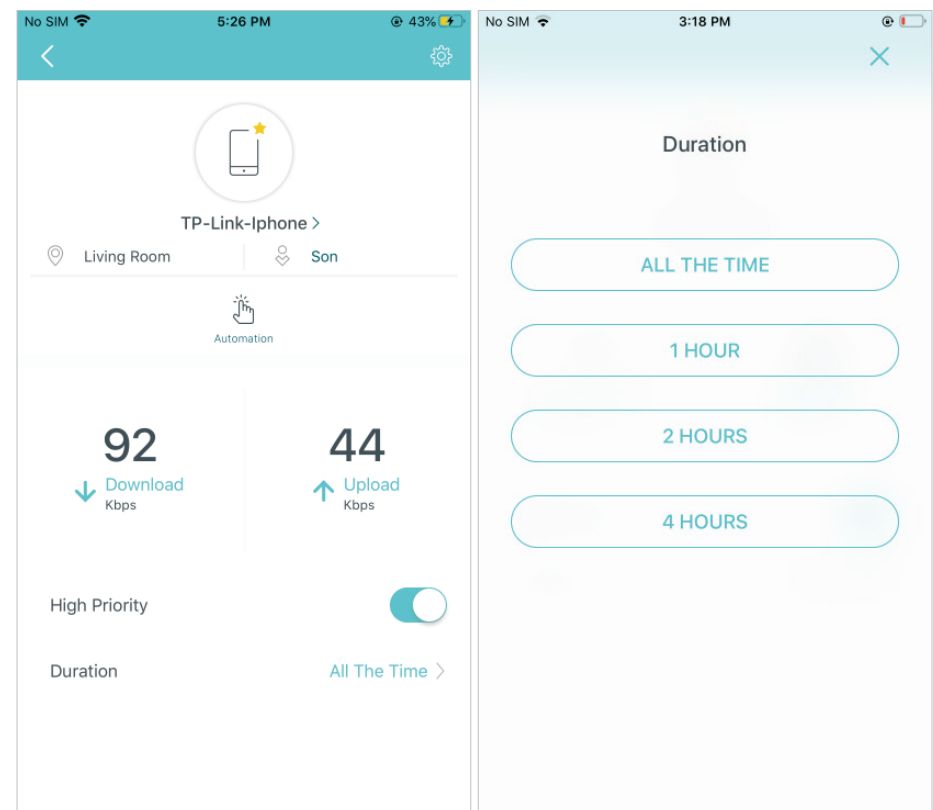 No SIM 5:26 PM 43%
TP-Link-Iphone >
Living Room Son
Automation
92 44
Download Upload
Kbps Kbps
High Priority
Duration All The Time >
No SIM 3:18 PM
Duration
ALL THE TIME
1 HOUR
2 HOURS
4 HOURS